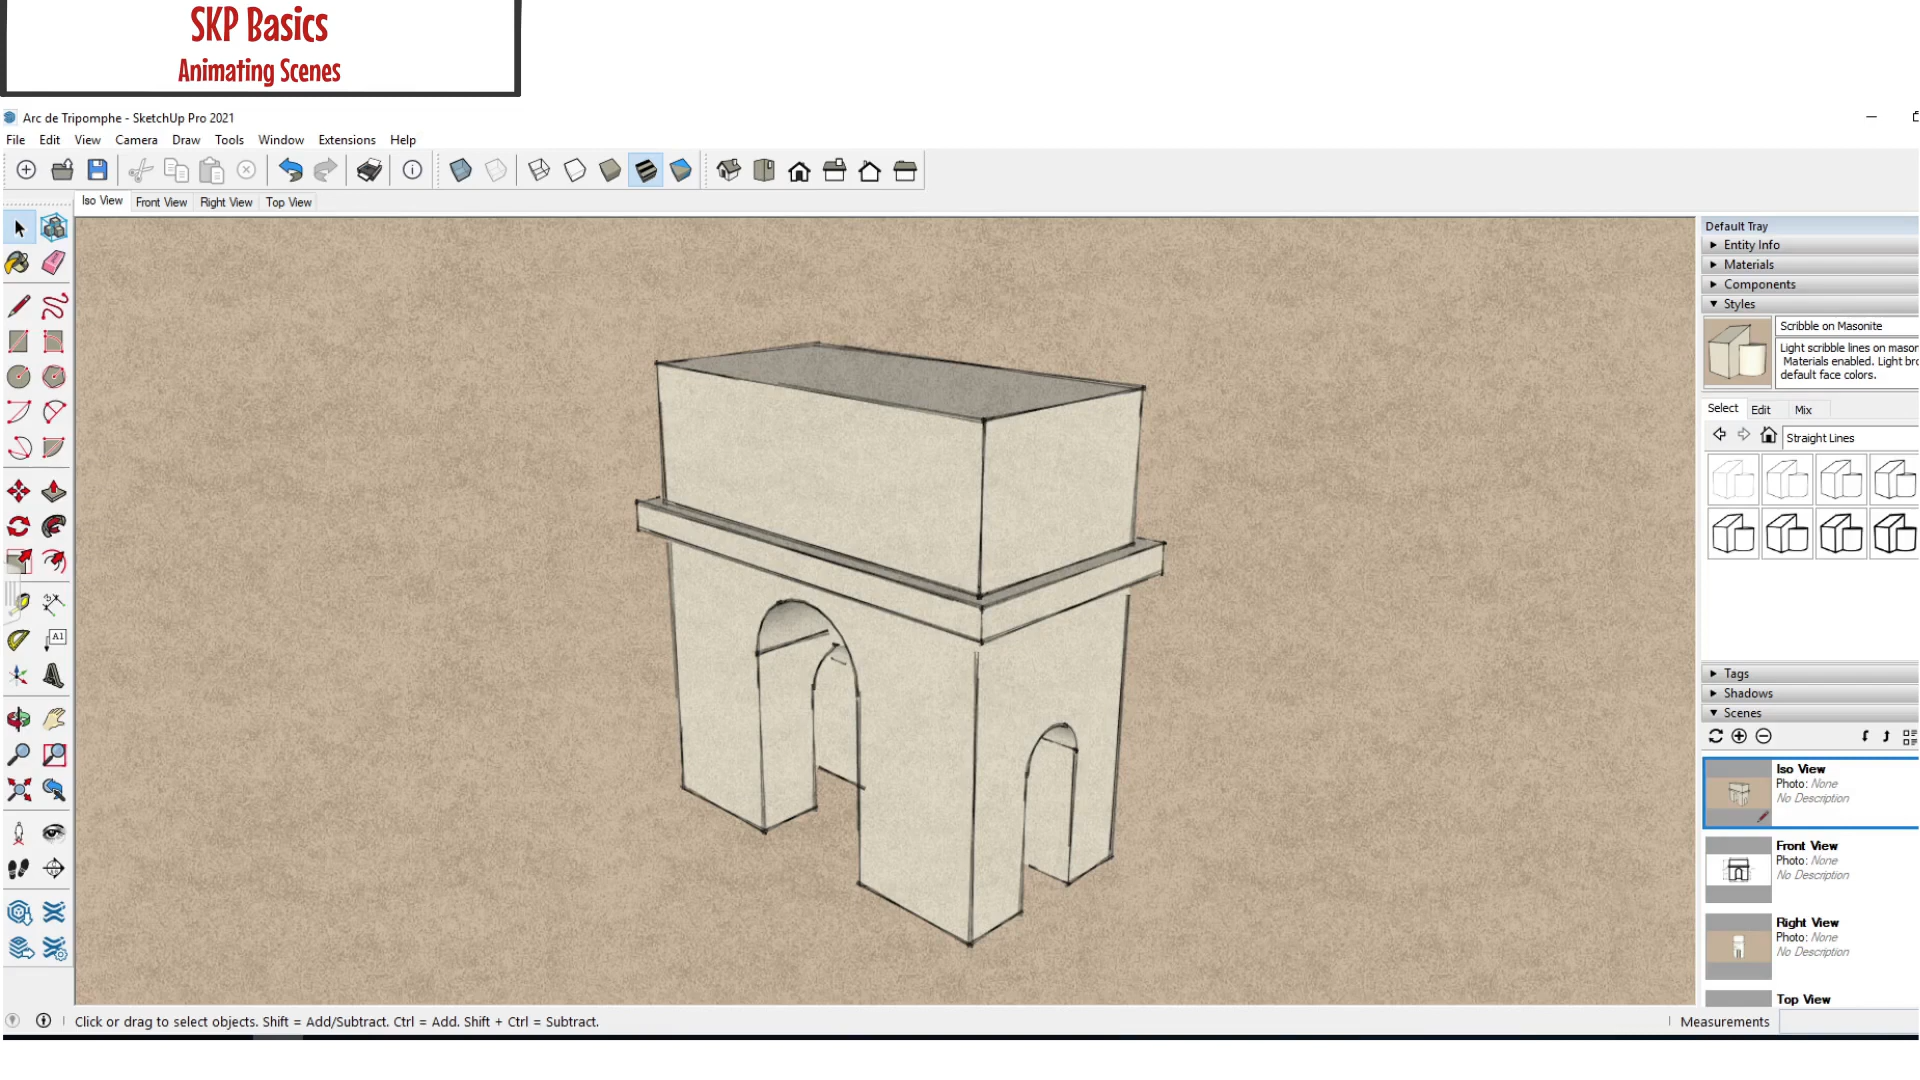 SKP Basics
Animating Scenes
Arc de Tripomphe - SketchUp Pro 2021
File Edit View Camera Draw Tools Window Extensions Help
Iso View Front View Right View Top View
Default Tray
Entity Info
Materials
Components
Styles
Scribble on Masonite
Light scribble lines on mason
Materials enabled. Light bro
default face colors.
Select Edit Mix
Straight Lines
A1
Tags
Shadows
Scenes
Iso View
Photo: None
No Description
Front View
Photo: None
No Description
Right View
Photo: None
No Description
Top View
Click or drag to select objects. Shift = Add/Subtract. Ctrl = Add. Shift + Ctrl = Subtract.
Measurements